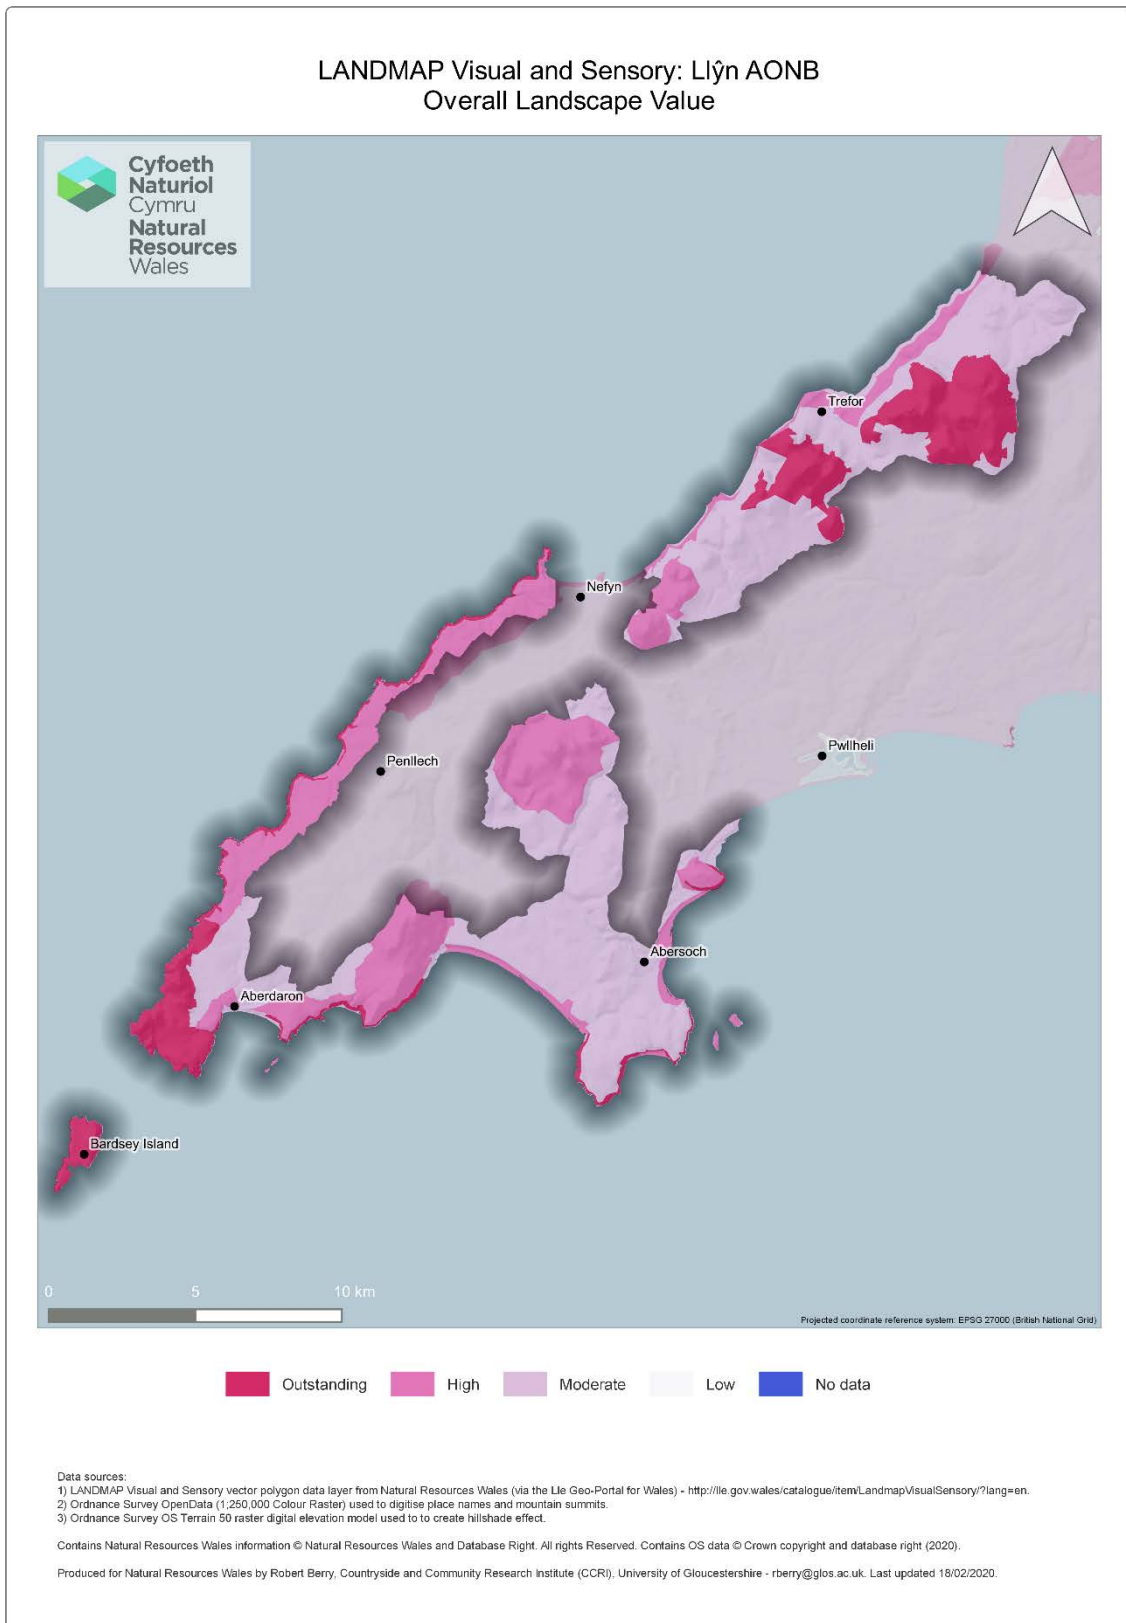 LANDMAP Visual and Sensory: Llŷn AONB
Overall Landscape Value
Cyfoeth
Naturiol
Cymru
Natural
Resources
Wales
Trefor
Nefyn
Pwllheli
Penllech
Abersoch
Aberdaron
Bardsey Island
0 5 10 km
Projected coordinate reference system: EPSG 27000 (British National Grid)
Outstanding High Moderate Low No data
Data sources:
1) LANDMAP Visual and Sensory vector polygon data layer from Natural Resources Wales (via the Lle Geo-Portal for Wales) - http://lle.gov.wales/catalogue/item/LandmapVisualSensory/?lang=en.
2) Ordnance Survey OpenData (1;250,000 Colour Raster) used to digitise place names and mountain summits.
3) Ordnance Survey OS Terrain 50 raster digital elevation model used to to create hillshade effect.
Contains Natural Resources Wales information © Natural Resources Wales and Database Right. All rights Reserved. Contains OS data © Crown copyright and database right (2020).
Produced for Natural Resources Wales by Robert Berry, Countryside and Community Research Institute (CCRI), University of Gloucestershire - rberry@glos.ac.uk. Last updated 18/02/2020.